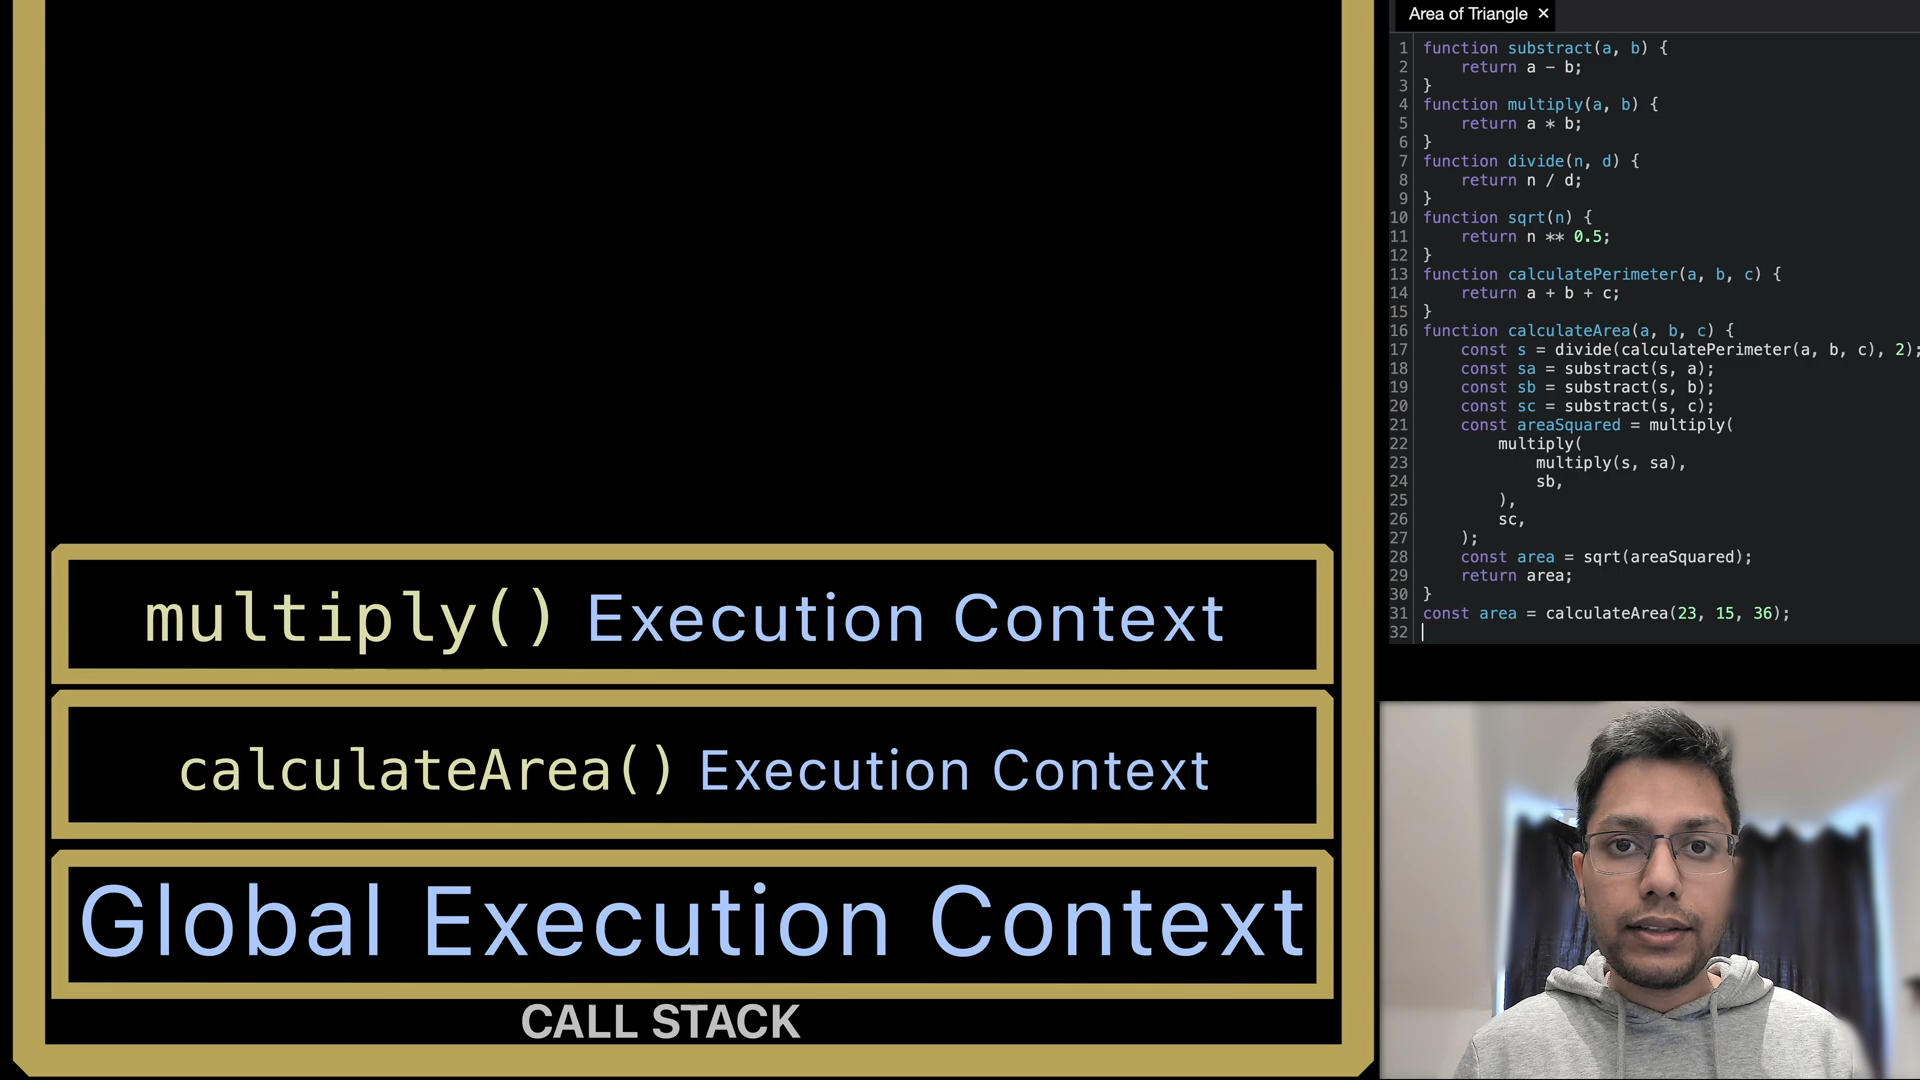 multiply() Execution Context
calculateArea() Execution Context
Global Execution Context
CALL STACK
Area of Triangle ×
1 function substract(a, b) {
2     return a - b;
3 }
4 function multiply(a, b) {
5     return a * b;
6 }
7 function divide(n, d) {
8     return n / d;
9 }
10 function sqrt(n) {
11     return n ** 0.5;
12 }
13 function calculatePerimeter(a, b, c) {
14     return a + b + c;
15 }
16 function calculateArea(a, b, c) {
17     const s = divide(calculatePerimeter(a, b, c), 2);
18     const sa = substract(s, a);
19     const sb = substract(s, b);
20     const sc = substract(s, c);
21     const areaSquared = multiply(
22         multiply(
23             multiply(s, sa),
24             sb,
25         ),
26         sc,
27     );
28     const area = sqrt(areaSquared);
29     return area;
30 }
31 const area = calculateArea(23, 15, 36);
32